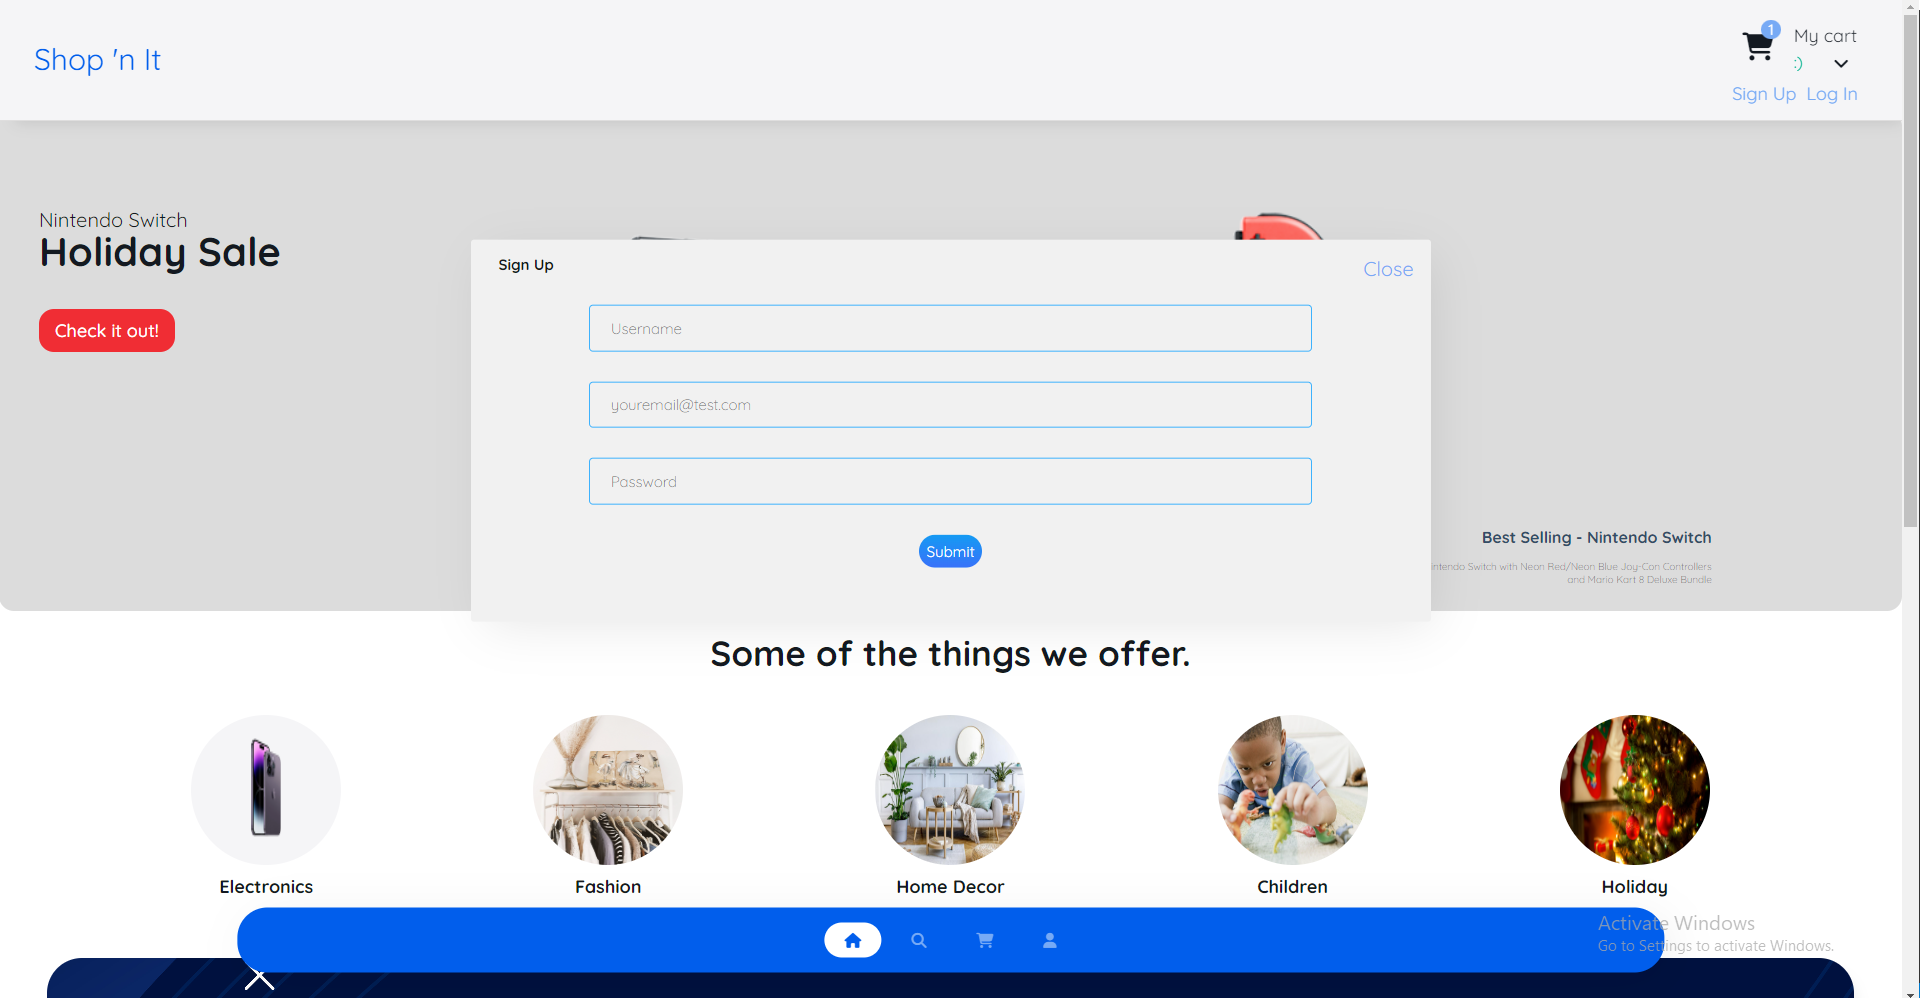 Shop 'n It
1
My cart
:)
Sign Up Log In
Nintendo Switch
Holiday Sale
Check it out!
Sign Up
Close
Username
youremail@test.com
Password
Submit
Best Selling - Nintendo Switch
Switch with Neon Red/Neon Blue Joy-Con Controllers
and Mario Kart 8 Deluxe Bundle
Some of the things we offer.
Electronics
Fashion
Home Decor
Children
Holiday
Activate Windows
Go to Settings to activate Windows.